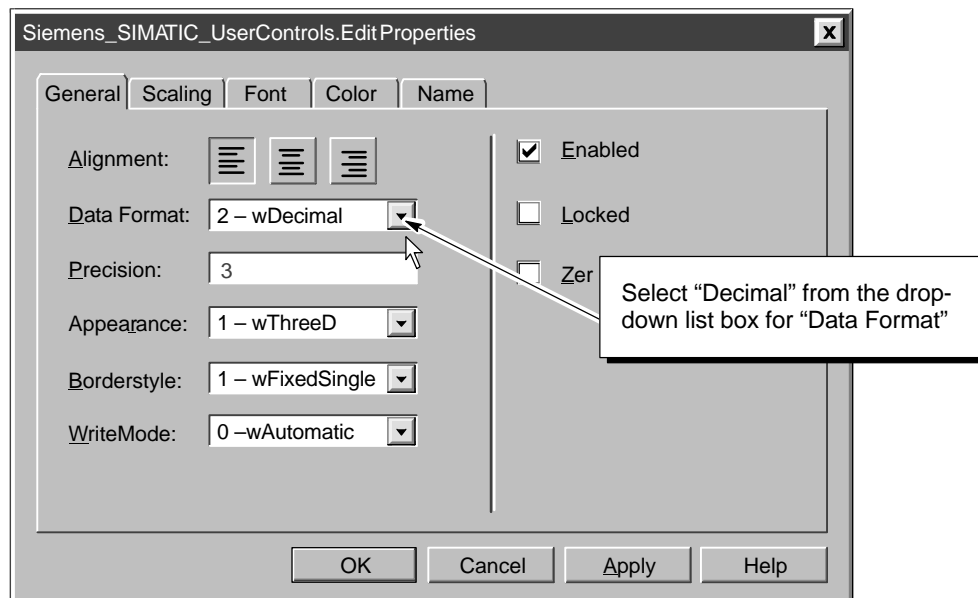 Siemens_SIMATIC_UserControls.Edit Properties
General Scaling Font Color Name
Alignment:
Data Format: 2 – wDecimal
Precision: 3
Appearance: 1 – wThreeD
Borderstyle: 1 – wFixedSingle
WriteMode: 0 –wAutomatic
Enabled
Locked
Zer
Select “Decimal” from the drop-
down list box for “Data Format”
OK Cancel Apply Help